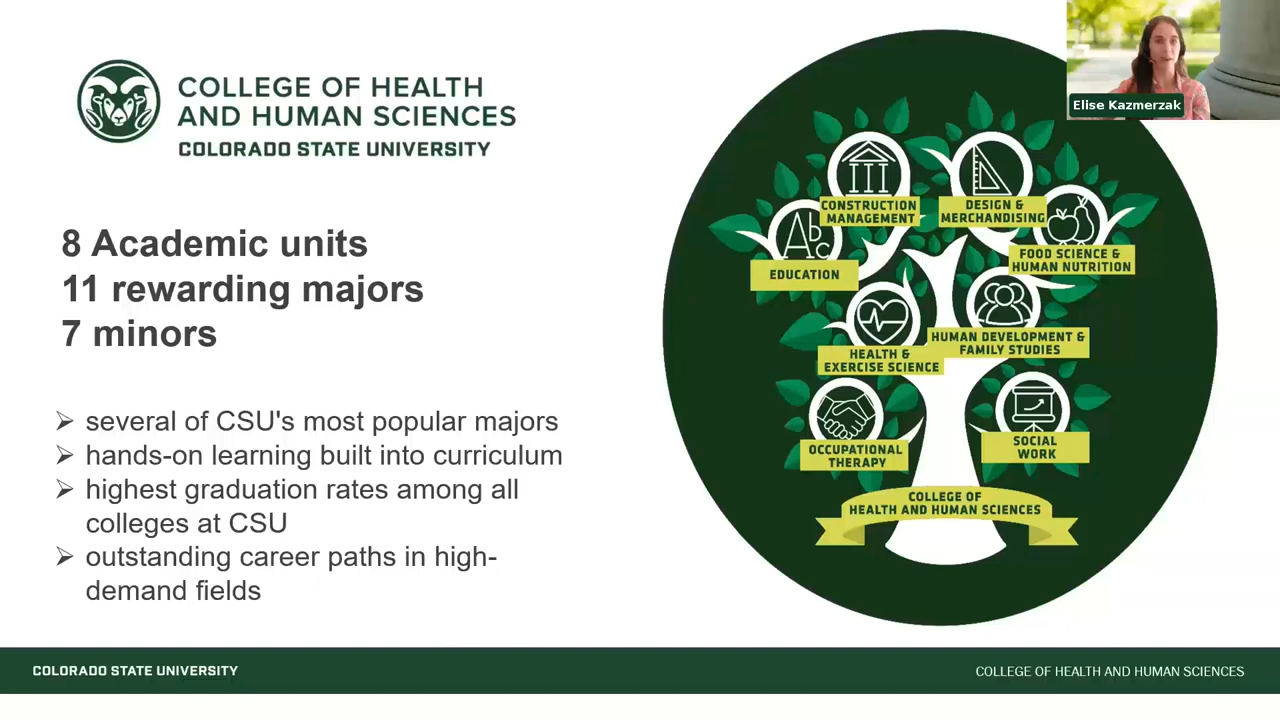 COLLEGE OF HEALTH
AND HUMAN SCIENCES
COLORADO STATE UNIVERSITY
8 Academic units
11 rewarding majors
7 minors
➢ several of CSU's most popular majors
➢ hands-on learning built into curriculum
➢ highest graduation rates among all
colleges at CSU
➢ outstanding career paths in high-
demand fields
Elise Kazmerzak
CONSTRUCTION
MANAGEMENT
DESIGN &
MERCHANDISING
Abc
EDUCATION
FOOD SCIENCE &
HUMAN NUTRITION
HEALTH &
EXERCISE SCIENCE
HUMAN DEVELOPMENT &
FAMILY STUDIES
OCCUPATIONAL
THERAPY
SOCIAL
WORK
COLLEGE OF
HEALTH AND HUMAN SCIENCES
COLORADO STATE UNIVERSITY
COLLEGE OF HEALTH AND HUMAN SCIENCES